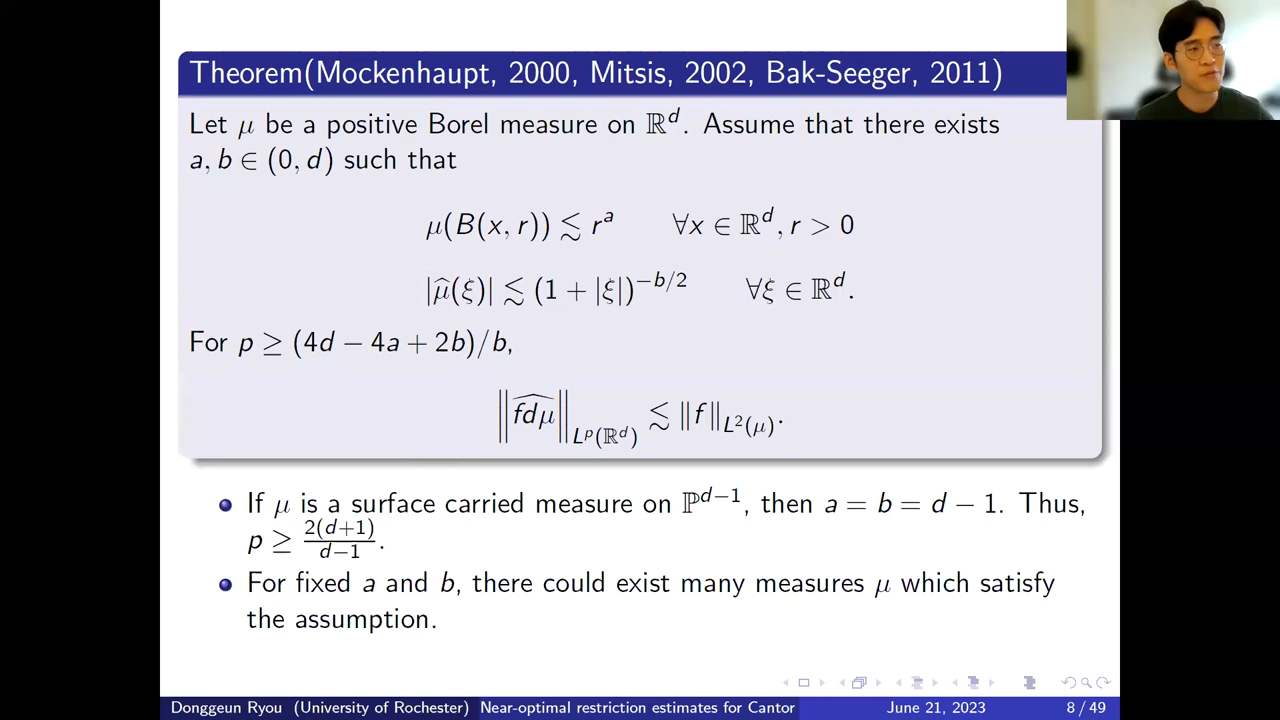 Theorem(Mockenhaupt, 2000, Mitsis, 2002, Bak-Seeger, 2011)
Let μ be a positive Borel measure on ℝ^d. Assume that there exists
a, b ∈ (0, d) such that
μ(B(x, r)) ≲ r^a ∀x ∈ ℝ^d, r > 0
|μ̂(ξ)| ≲ (1 + |ξ|)^{−b/2} ∀ξ ∈ ℝ^d.
For p ≥ (4d − 4a + 2b)/b,
‖\widehat{fdμ}‖_{L^p(ℝ^d)} ≲ ‖f‖_{L^2(μ)}.
If μ is a surface carried measure on ℙ^{d−1}, then a = b = d − 1. Thus,
p ≥ \frac{2(d+1)}{d−1}.
For fixed a and b, there could exist many measures μ which satisfy
the assumption.
Donggeun Ryou (University of Rochester) Near-optimal restriction estimates for Cantor June 21, 2023 8 / 49